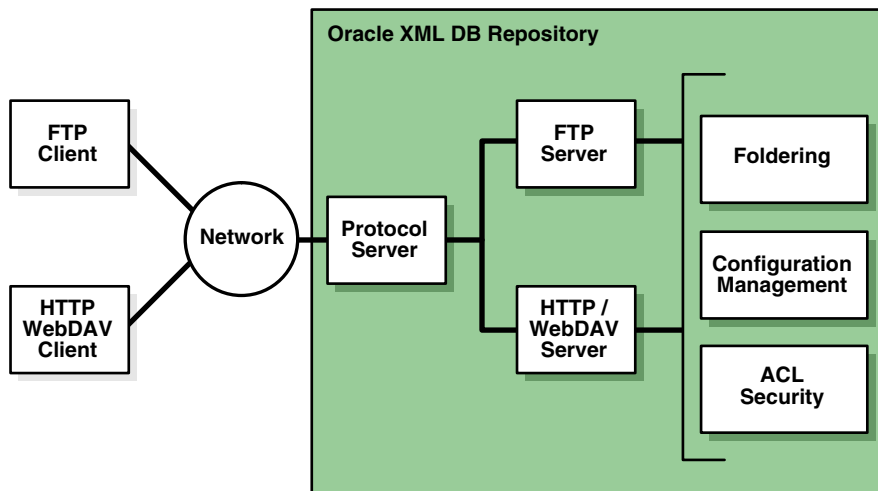 Oracle XML DB Repository
FTP
Client
HTTP
WebDAV
Client
Network
Protocol
Server
FTP
Server
HTTP /
WebDAV
Server
Foldering
Configuration
Management
ACL
Security